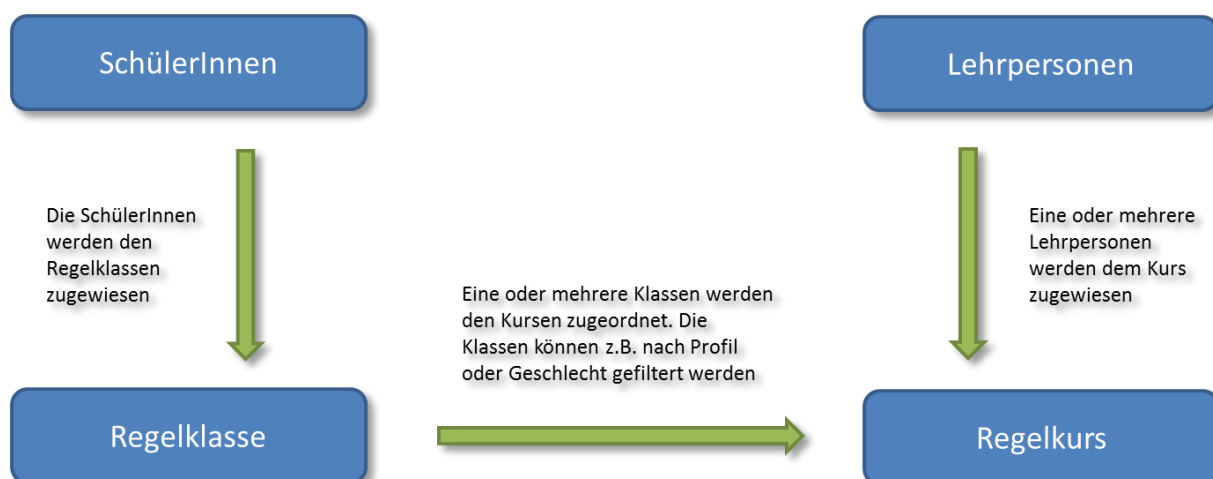 SchülerInnen
Lehrpersonen
Die SchülerInnen
werden den
Regelklassen
zugewiesen
Eine oder mehrere
Lehrpersonen
werden dem Kurs
zugewiesen
Eine oder mehrere Klassen werden
den Kursen zugeordnet. Die
Klassen können z.B. nach Profil
oder Geschlecht gefiltert werden
Regelklasse
Regelkurs